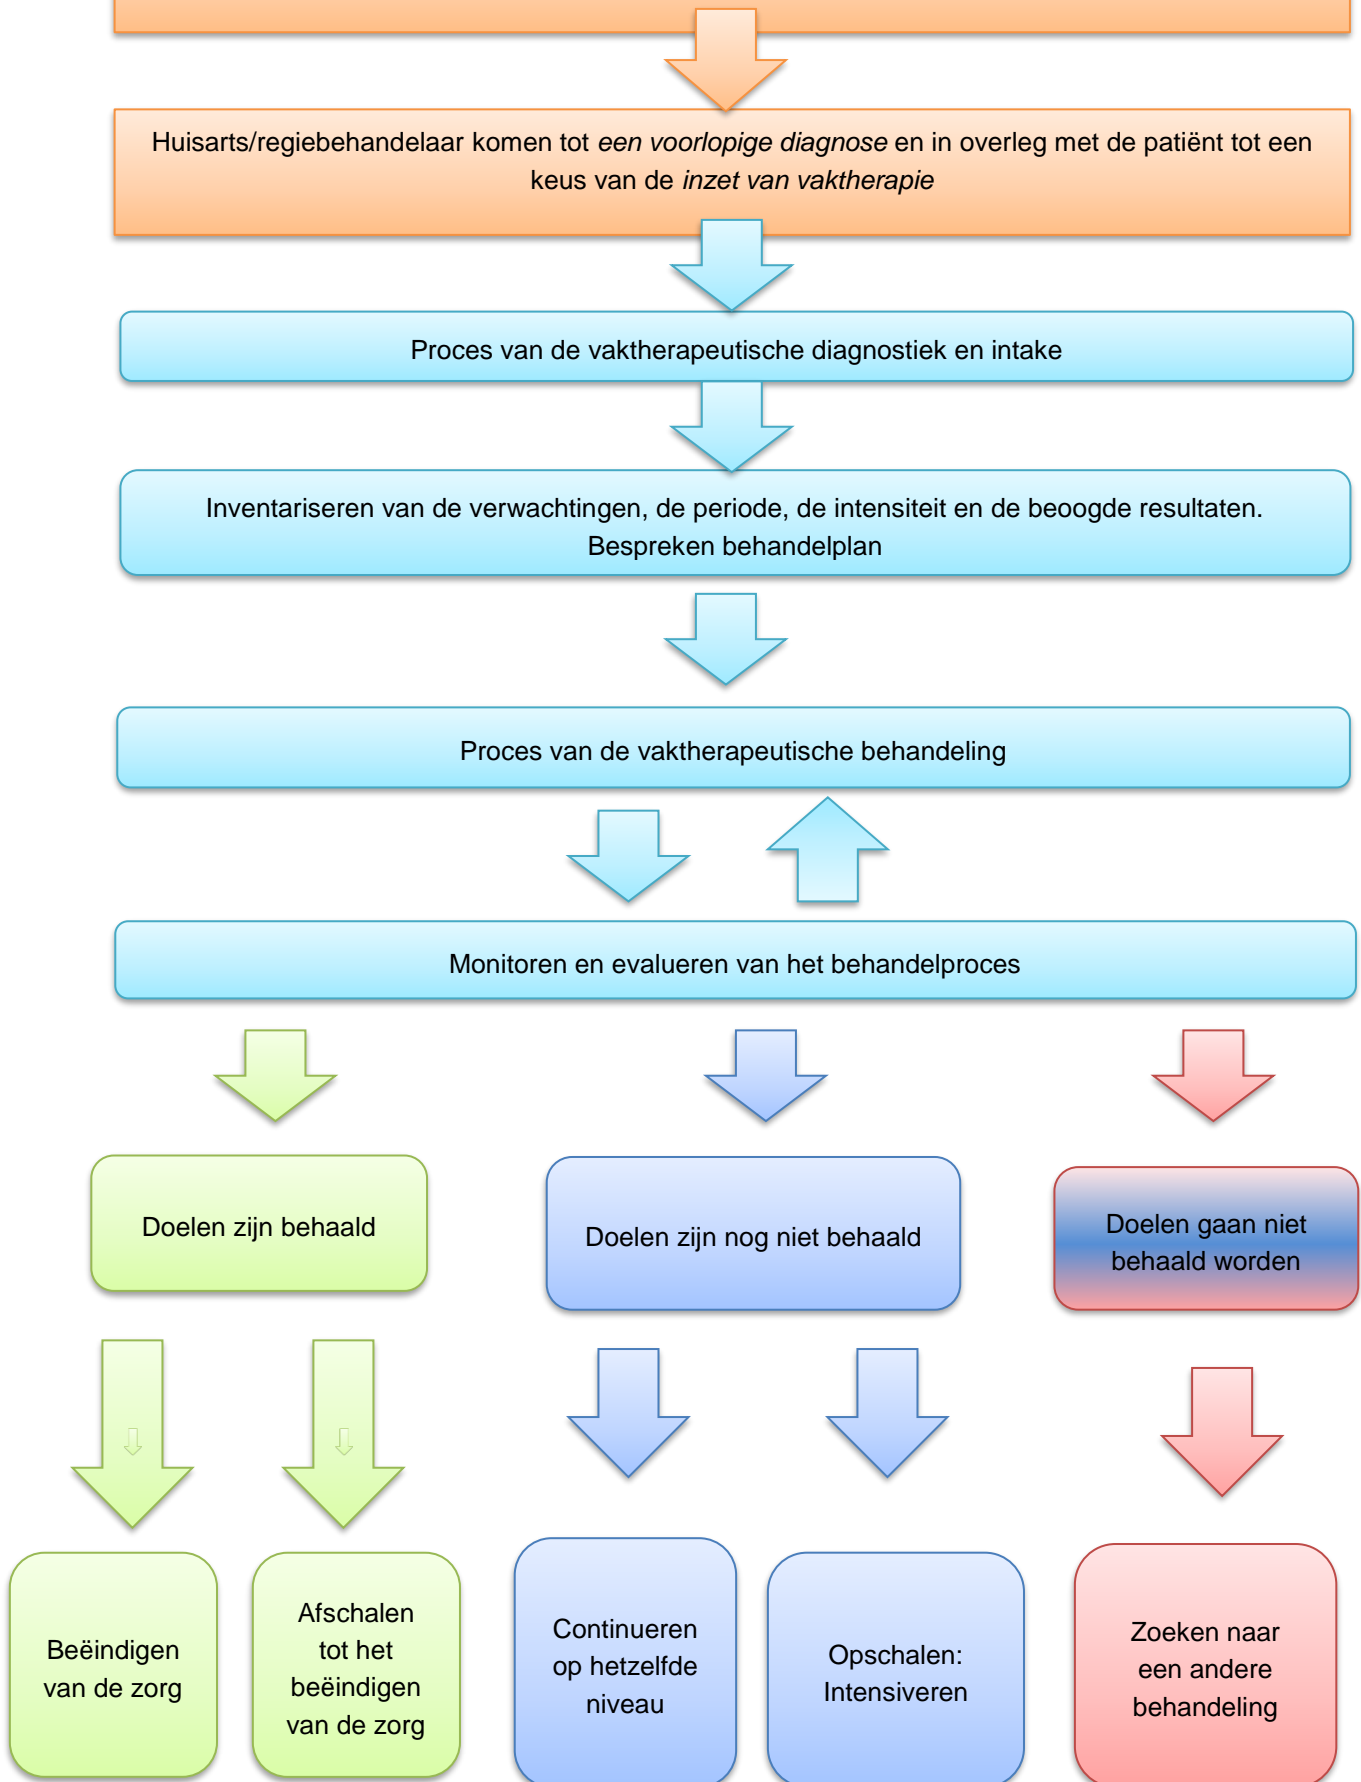 Huisarts/regiebehandelaar komen tot een voorlopige diagnose en in overleg met de patiënt tot een
keus van de inzet van vaktherapie
Proces van de vaktherapeutische diagnostiek en intake
Inventariseren van de verwachtingen, de periode, de intensiteit en de beoogde resultaten.
Bespreken behandelplan
Proces van de vaktherapeutische behandeling
Monitoren en evalueren van het behandelproces
Doelen zijn behaald
Doelen zijn nog niet behaald
Doelen gaan niet
behaald worden
Beëindigen
van de zorg
Afschalen
tot het
beëindigen
van de zorg
Continueren
op hetzelfde
niveau
Opschalen:
Intensiveren
Zoeken naar
een andere
behandeling